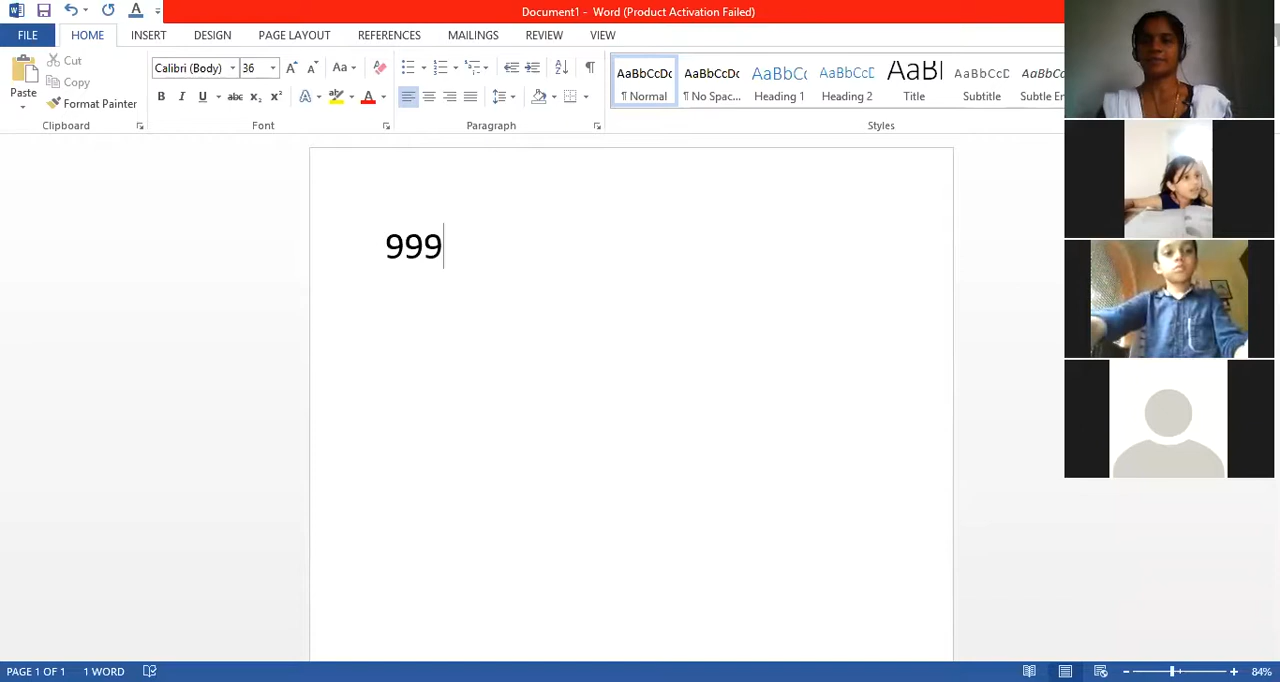 Document1 - Word (Product Activation Failed)
FILE HOME INSERT DESIGN PAGE LAYOUT REFERENCES MAILINGS REVIEW VIEW
Paste
Cut
Copy
Format Painter
Clipboard
Calibri (Body) 36
Font
Paragraph
AaBbCcDc AaBbCcDc AaBbCc AaBbCcD AaBl AaBbCcD AaBbCcD
¶ Normal ¶ No Spac... Heading 1 Heading 2 Title Subtitle Subtle Em
Styles
999
PAGE 1 OF 1 1 WORD 84%